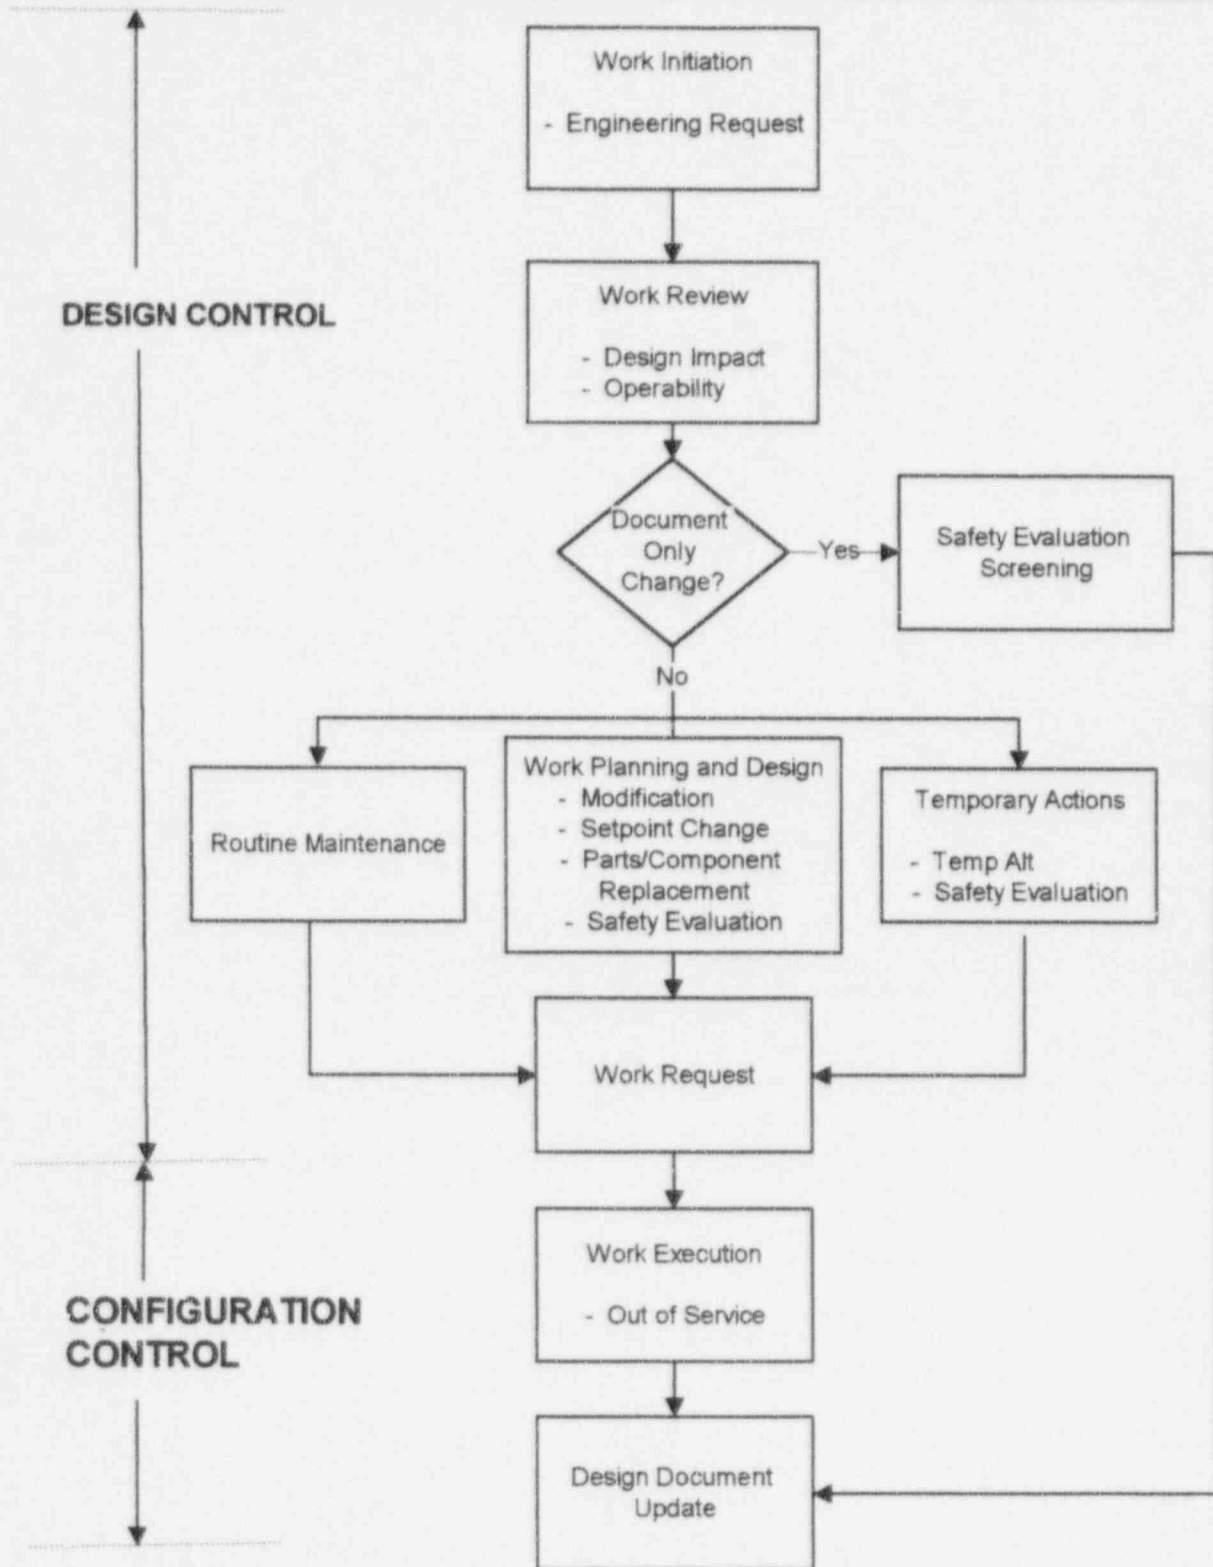 Work Initiation
- Engineering Request
DESIGN CONTROL
Work Review
- Design Impact
- Operability
Document
Only
Change?
Yes
Safety Evaluation
Screening
No
Routine Maintenance
Work Planning and Design
- Modification
- Setpoint Change
- Parts/Component
Replacement
- Safety Evaluation
Temporary Actions
- Temp Alt
- Safety Evaluation
Work Request
Work Execution
- Out of Service
CONFIGURATION
CONTROL
Design Document
Update